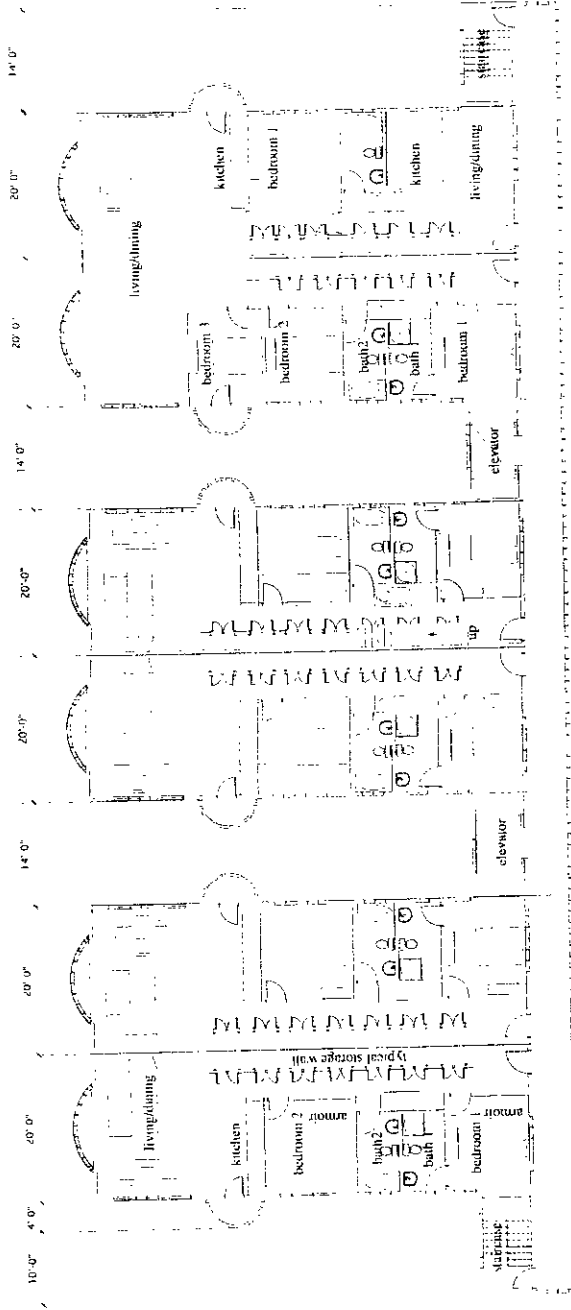 10'-0" 4' 0" 20' 0" 20' 0" 14' 0" 20'-0" 20'-0" 14' 0" 20' 0" 20' 0" 14' 0"
living/dining
kitchen
bedroom 2
armoir
bath2
bath
bedroom
armoir
staircase
typical storage wall
elevator
up
elevator
living/dining
bedroom 3
bedroom 2
bath2
bath
bedroom 1
kitchen
bedroom 1
kitchen
living/dining
staircase